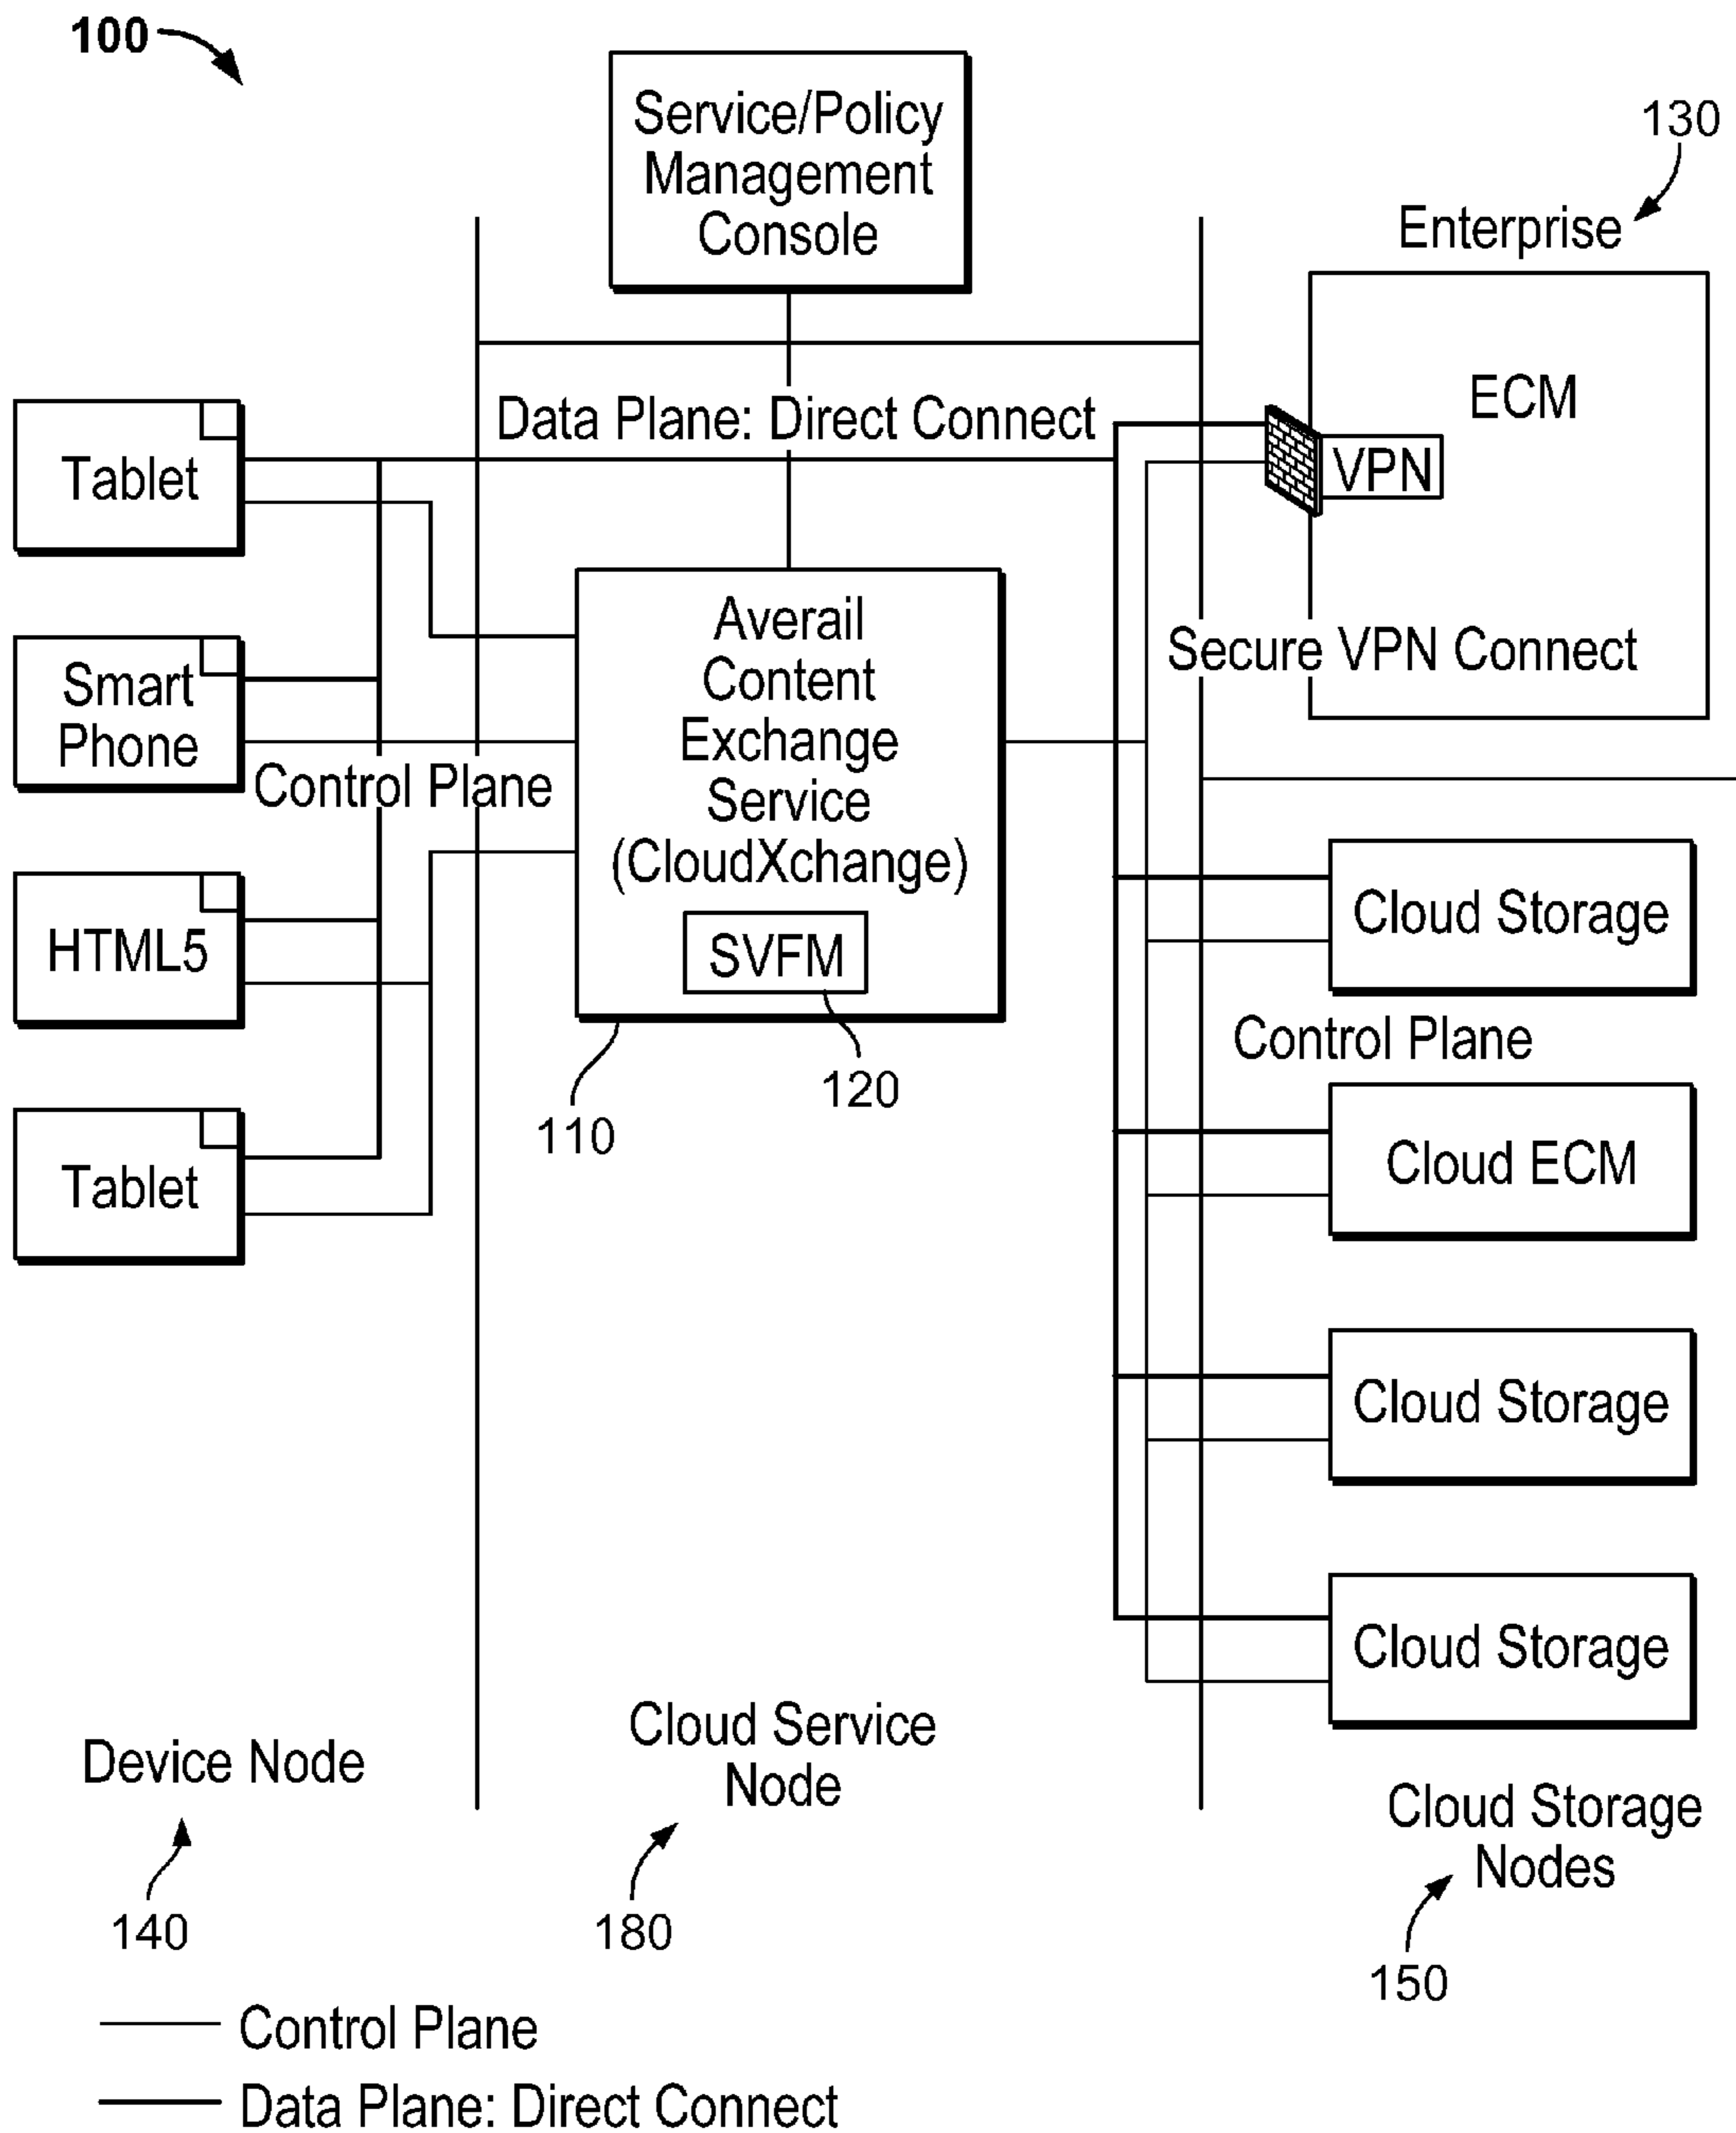 100
Service/Policy
Management
Console
130
Enterprise
ECM
Data Plane: Direct Connect
VPN
Tablet
Averail
Content
Exchange
Service
(CloudXchange)
SVFM
Secure VPN Connect
Smart
Phone
Control Plane
Cloud Storage
HTML5
Control Plane
120
110
Cloud ECM
Tablet
Cloud Storage
Cloud Storage
Device Node
Cloud Service
Node
Cloud Storage
Nodes
140
180
150
Control Plane
Data Plane: Direct Connect